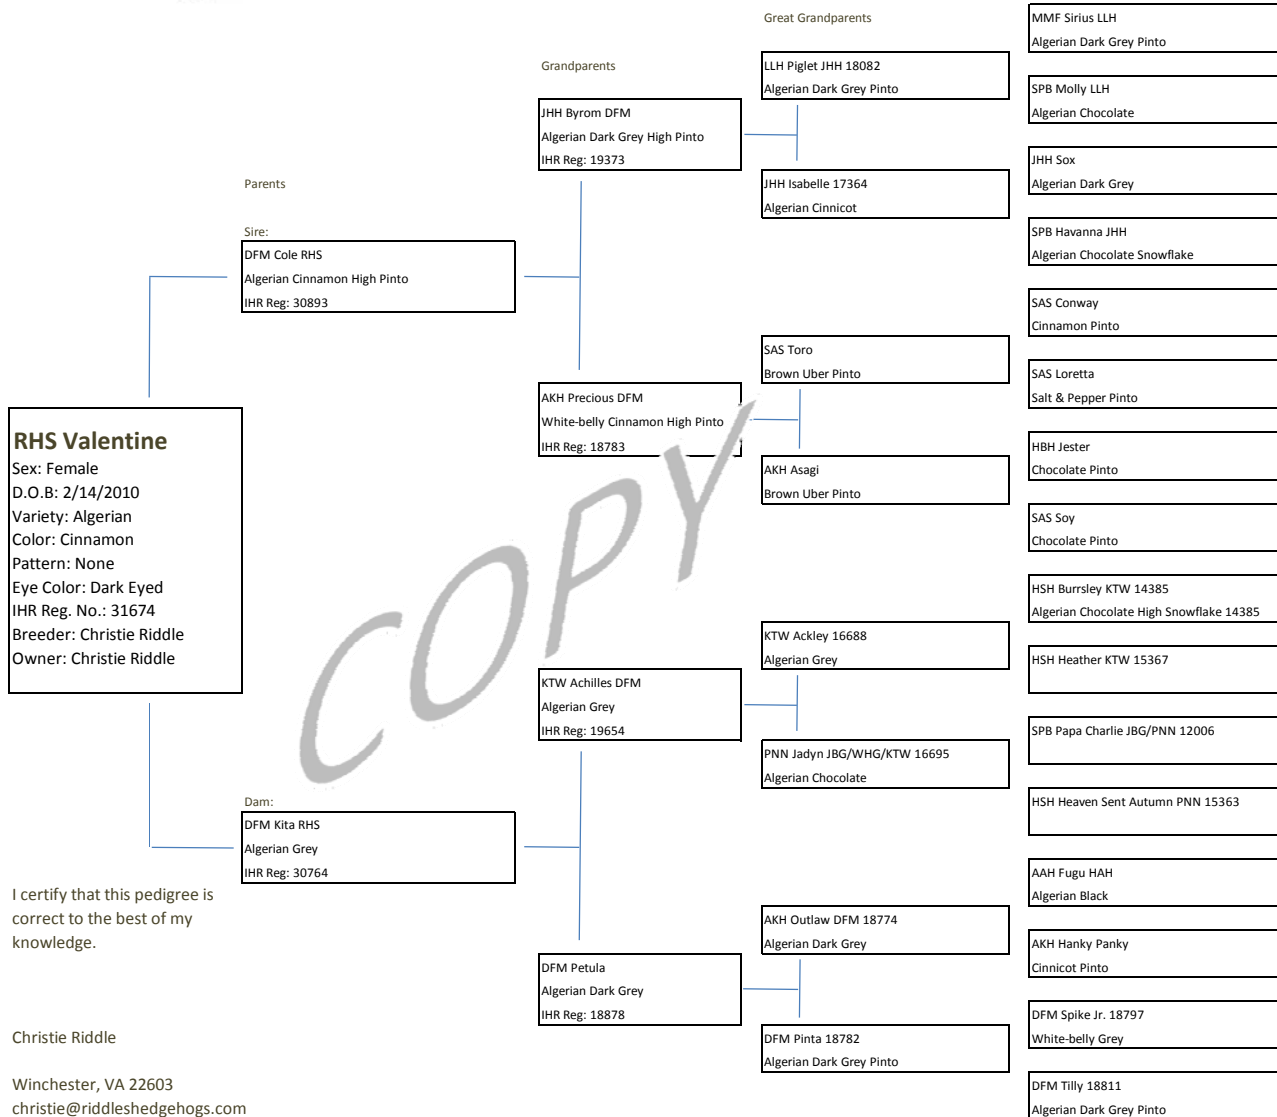 Great Grandparents
Grandparents
Parents
Sire:
Dam:
RHS Valentine
Sex: Female
D.O.B: 2/14/2010
Variety: Algerian
Color: Cinnamon
Pattern: None
Eye Color: Dark Eyed
IHR Reg. No.: 31674
Breeder: Christie Riddle
Owner: Christie Riddle
DFM Cole RHS
Algerian Cinnamon High Pinto
IHR Reg: 30893
DFM Kita RHS
Algerian Grey
IHR Reg: 30764
JHH Byrom DFM
Algerian Dark Grey High Pinto
IHR Reg: 19373
AKH Precious DFM
White-belly Cinnamon High Pinto
IHR Reg: 18783
KTW Achilles DFM
Algerian Grey
IHR Reg: 19654
DFM Petula
Algerian Dark Grey
IHR Reg: 18878
LLH Piglet JHH 18082
Algerian Dark Grey Pinto
JHH Isabelle 17364
Algerian Cinnicot
SAS Toro
Brown Uber Pinto
AKH Asagi
Brown Uber Pinto
KTW Ackley 16688
Algerian Grey
PNN Jadyn JBG/WHG/KTW 16695
Algerian Chocolate
AKH Outlaw DFM 18774
Algerian Dark Grey
DFM Pinta 18782
Algerian Dark Grey Pinto
MMF Sirius LLH
Algerian Dark Grey Pinto
SPB Molly LLH
Algerian Chocolate
JHH Sox
Algerian Dark Grey
SPB Havanna JHH
Algerian Chocolate Snowflake
SAS Conway
Cinnamon Pinto
SAS Loretta
Salt & Pepper Pinto
HBH Jester
Chocolate Pinto
SAS Soy
Chocolate Pinto
HSH Burrsley KTW 14385
Algerian Chocolate High Snowflake 14385
HSH Heather KTW 15367
SPB Papa Charlie JBG/PNN 12006
HSH Heaven Sent Autumn PNN 15363
AAH Fugu HAH
Algerian Black
AKH Hanky Panky
Cinnicot Pinto
DFM Spike Jr. 18797
White-belly Grey
DFM Tilly 18811
Algerian Dark Grey Pinto
COPY
I certify that this pedigree is
correct to the best of my
knowledge.
Christie Riddle
Winchester, VA 22603
christie@riddleshedgehogs.com